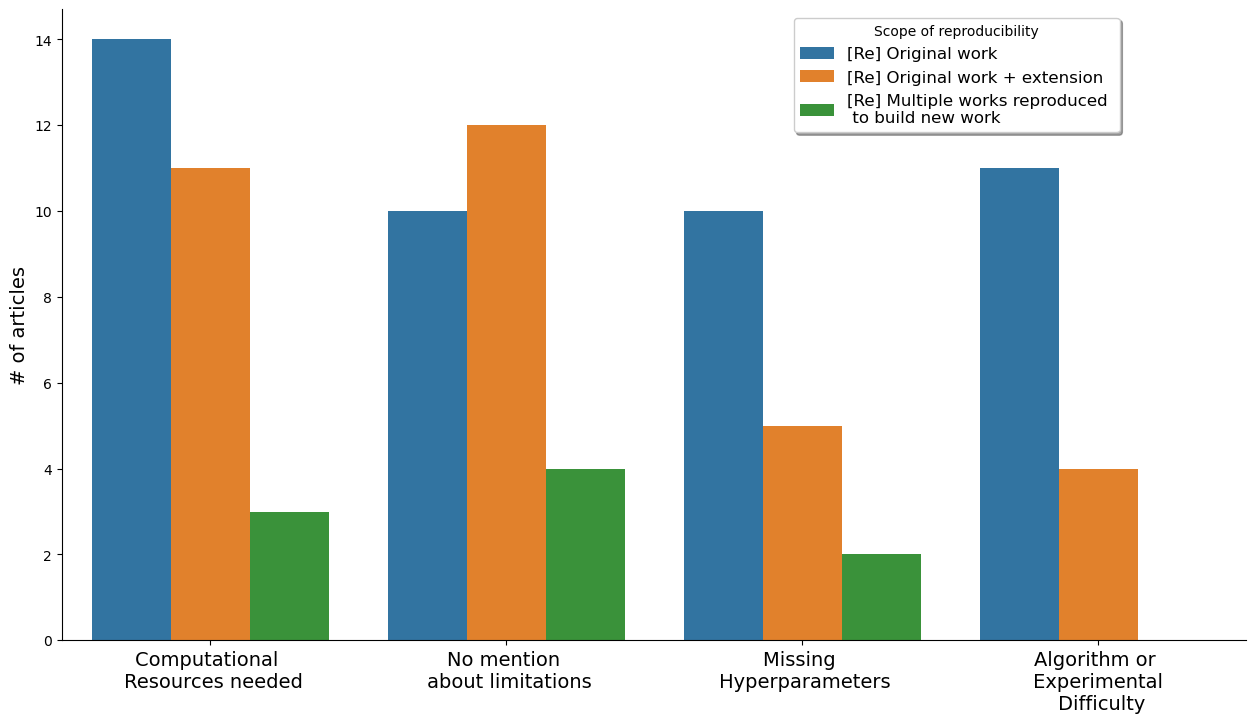 Scope of reproducibility
[Re] Original work
[Re] Original work + extension
[Re] Multiple works reproduced
to build new work
# of articles
14
12
10
8
6
4
2
0
Computational
Resources needed
No mention
about limitations
Missing
Hyperparameters
Algorithm or
Experimental
Difficulty